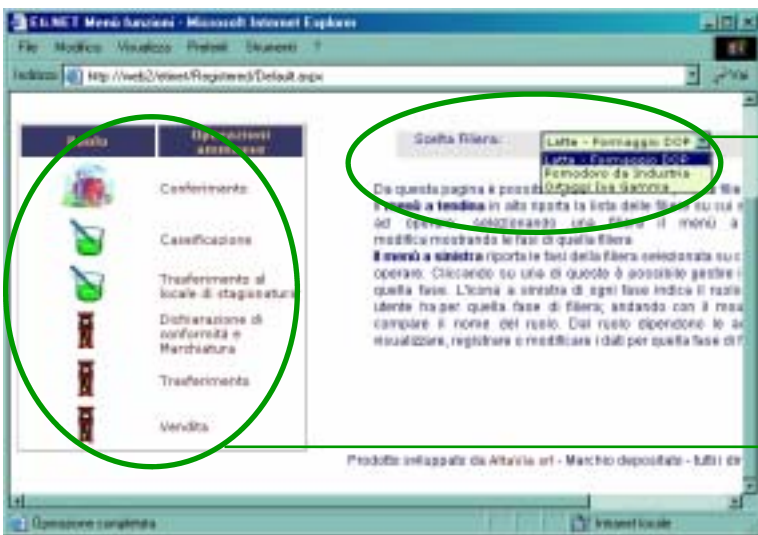 EtiNET Menù funzioni - Microsoft Internet Explorer
File Modifica Visualizza Preferiti Strumenti ?
Indirizzo http://web2/etinet/Registered/Default.aspx Vai
Ruolo
Operazioni
ammesse
Conferimento
Caseificazione
Trasferimento al
locale di stagionatura
Dichiarazione di
conformità e
Marchiatura
Trasferimento
Vendita
Scelta filiera: Latte - Formaggio DOP
Latte - Formaggio DOP
Pomodoro da Industria
Ortaggi Iva Gamma
Da questa pagina è file
Il menù a tendina in alto riporta la lista delle filiere su cui
ad operare: selezionando una filiera il menù a
modifica mostrando le fasi di quella filiera
Il menù a sinistra riporta le fasi della filiera selezionata su c
operare. Cliccando su una di queste è possibile gestire i
quella fase. L'icona a sinistra di ogni fase indica il ruolo
utente ha per quella fase di filiera; andando con il mou
compare il nome del ruolo. Dal ruolo dipendono le
visualizzare, registrare o modificare i dati per quella fase di f
Prodotto sviluppato da Altavia srl - Marchio depositato - tutti i dir
Operazione completata
Intranet locale